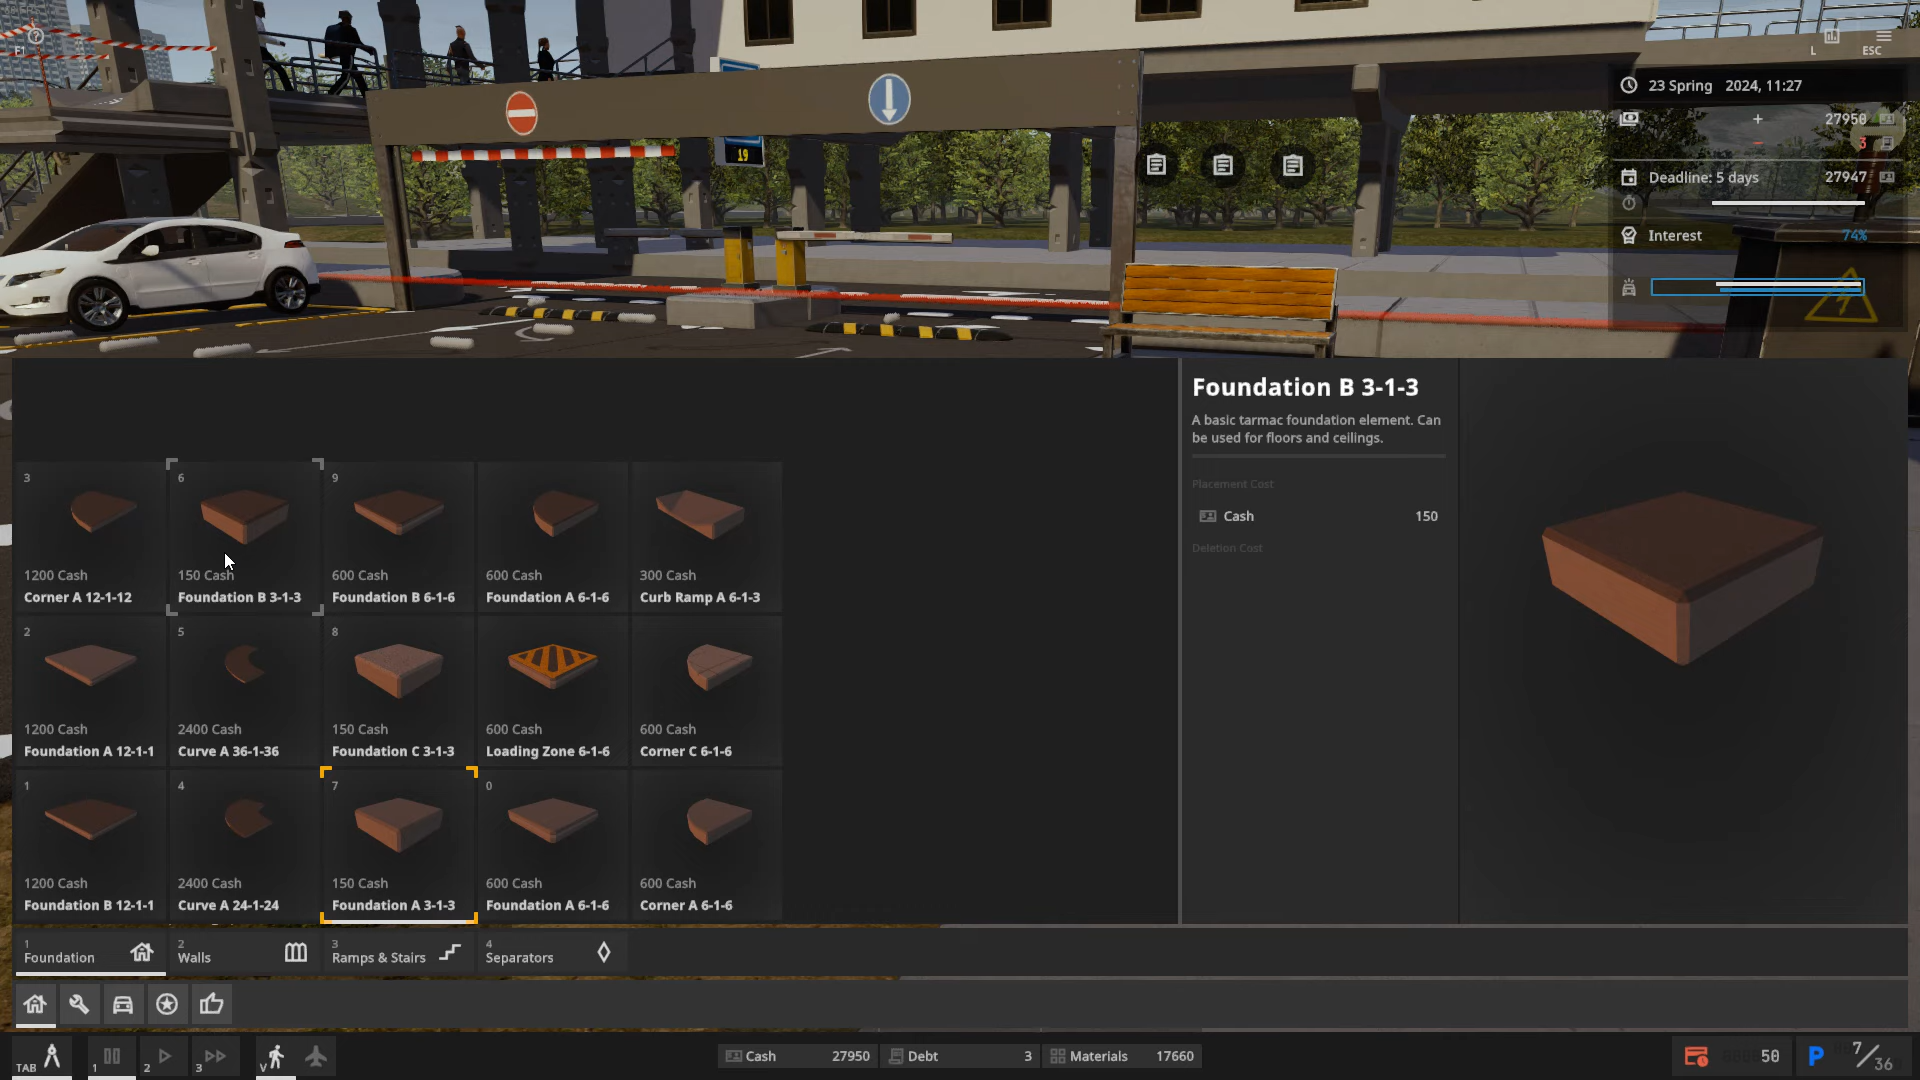 F1
L
ESC
19
23 Spring 2024, 11:27
+ 27950
- 3
Deadline: 5 days 27947
Interest 74%
Foundation B 3-1-3
A basic tarmac foundation element. Can
be used for floors and ceilings.
Placement Cost
Cash 150
Deletion Cost
3
1200 Cash
Corner A 12-1-12
6
150 Cash
Foundation B 3-1-3
9
600 Cash
Foundation B 6-1-6
600 Cash
Foundation A 6-1-6
300 Cash
Curb Ramp A 6-1-3
2
1200 Cash
Foundation A 12-1-1
5
2400 Cash
Curve A 36-1-36
8
150 Cash
Foundation C 3-1-3
600 Cash
Loading Zone 6-1-6
600 Cash
Corner C 6-1-6
1
1200 Cash
Foundation B 12-1-1
4
2400 Cash
Curve A 24-1-24
7
150 Cash
Foundation A 3-1-3
0
600 Cash
Foundation A 6-1-6
600 Cash
Corner A 6-1-6
1
Foundation
2
Walls
3
Ramps & Stairs
4
Separators
TAB
1
2
3
V
Cash 27950
Debt 3
Materials 17660
50
P
7/36